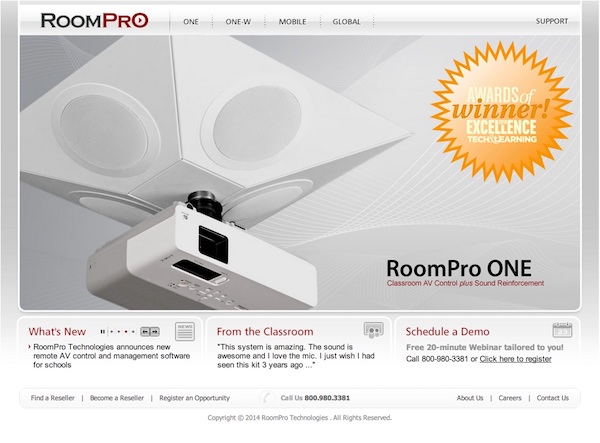 ROOMPRO
ONE
ONE-W
MOBILE
GLOBAL
SUPPORT
AWARDS of
winner!
EXCELLENCE
TECH&LEARNING
RoomPro ONE
Classroom AV Control plus Sound Reinforcement
What's New
NEWS
RoomPro Technologies announces new
remote AV control and management software
for schools
From the Classroom
"This system is amazing. The sound is
awesome and I love the mic. I just wish I had
seen this kit 3 years ago ..."
Schedule a Demo
Free 20-minute Webinar tailored to you!
Call 800-980-3381 or Click here to register
Find a Reseller | Become a Reseller | Register an Opportunity
Call Us 800.980.3381
About Us | Careers | Contact Us
Copyright © 2014 RoomPro Technologies . All Rights Reserved.